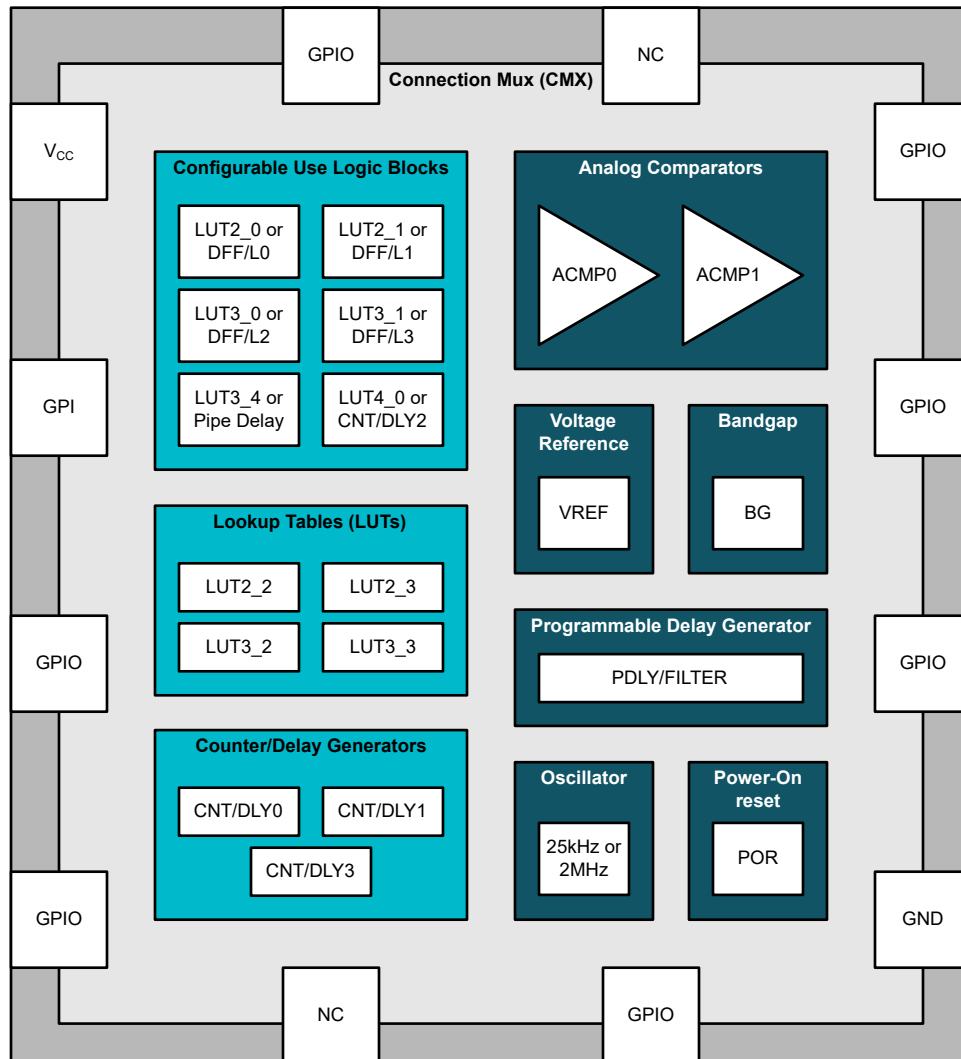 GPIO
NC
Connection Mux (CMX)
VCC
GPIO
Configurable Use Logic Blocks
LUT2_0 or
DFF/L0
LUT2_1 or
DFF/L1
LUT3_0 or
DFF/L2
LUT3_1 or
DFF/L3
LUT3_4 or
Pipe Delay
LUT4_0 or
CNT/DLY2
Analog Comparators
ACMP0
ACMP1
GPI
GPIO
Voltage
Reference
VREF
Bandgap
BG
Lookup Tables (LUTs)
LUT2_2
LUT2_3
LUT3_2
LUT3_3
Programmable Delay Generator
PDLY/FILTER
GPIO
GPIO
Counter/Delay Generators
CNT/DLY0
CNT/DLY1
CNT/DLY3
Oscillator
25kHz or
2MHz
Power-On
reset
POR
GPIO
GND
NC
GPIO